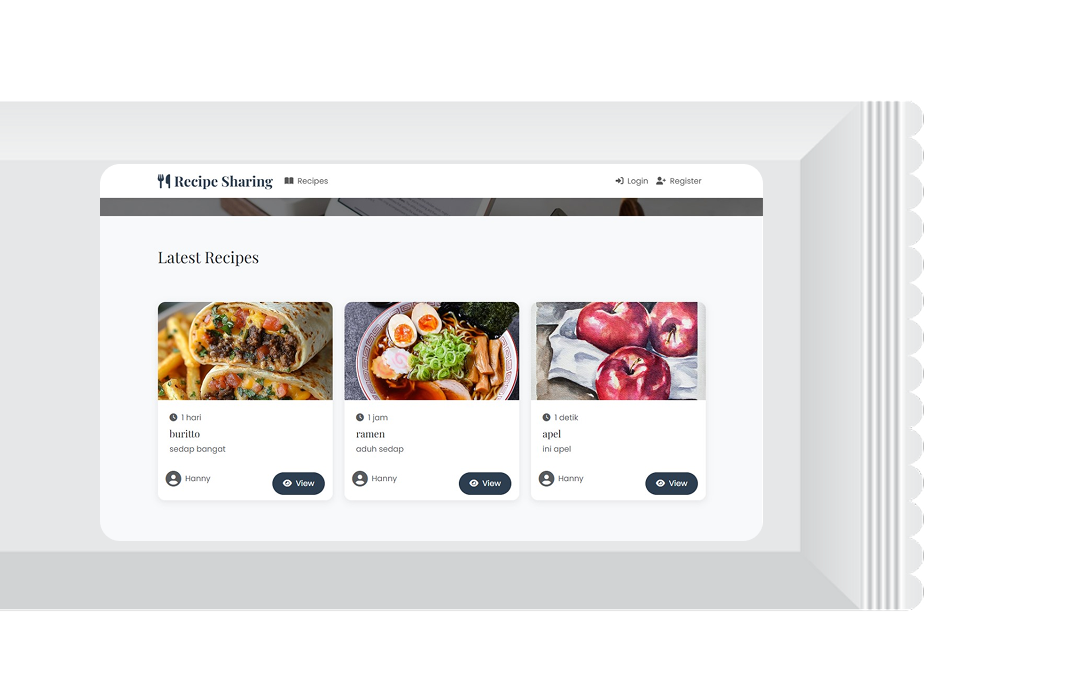 Recipe Sharing Recipes Login Register
Latest Recipes
1 hari 1 jam 1 detik
buritto ramen apel
sedap bangat aduh sedap ini apel
Hanny View Hanny View Hanny View